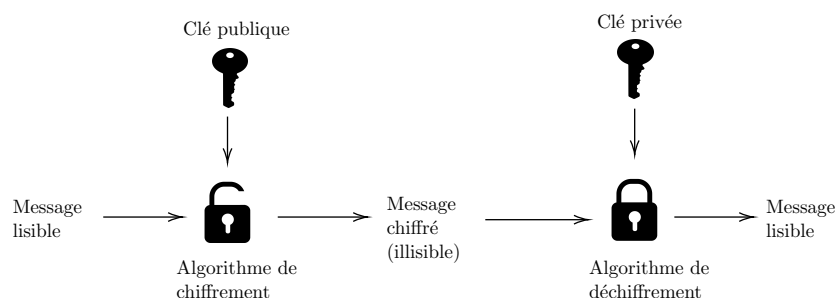 Clé publique
Clé privée
Message
lisible
Message
chiffré
(illisible)
Message
lisible
Algorithme de
chiffrement
Algorithme de
déchiffrement